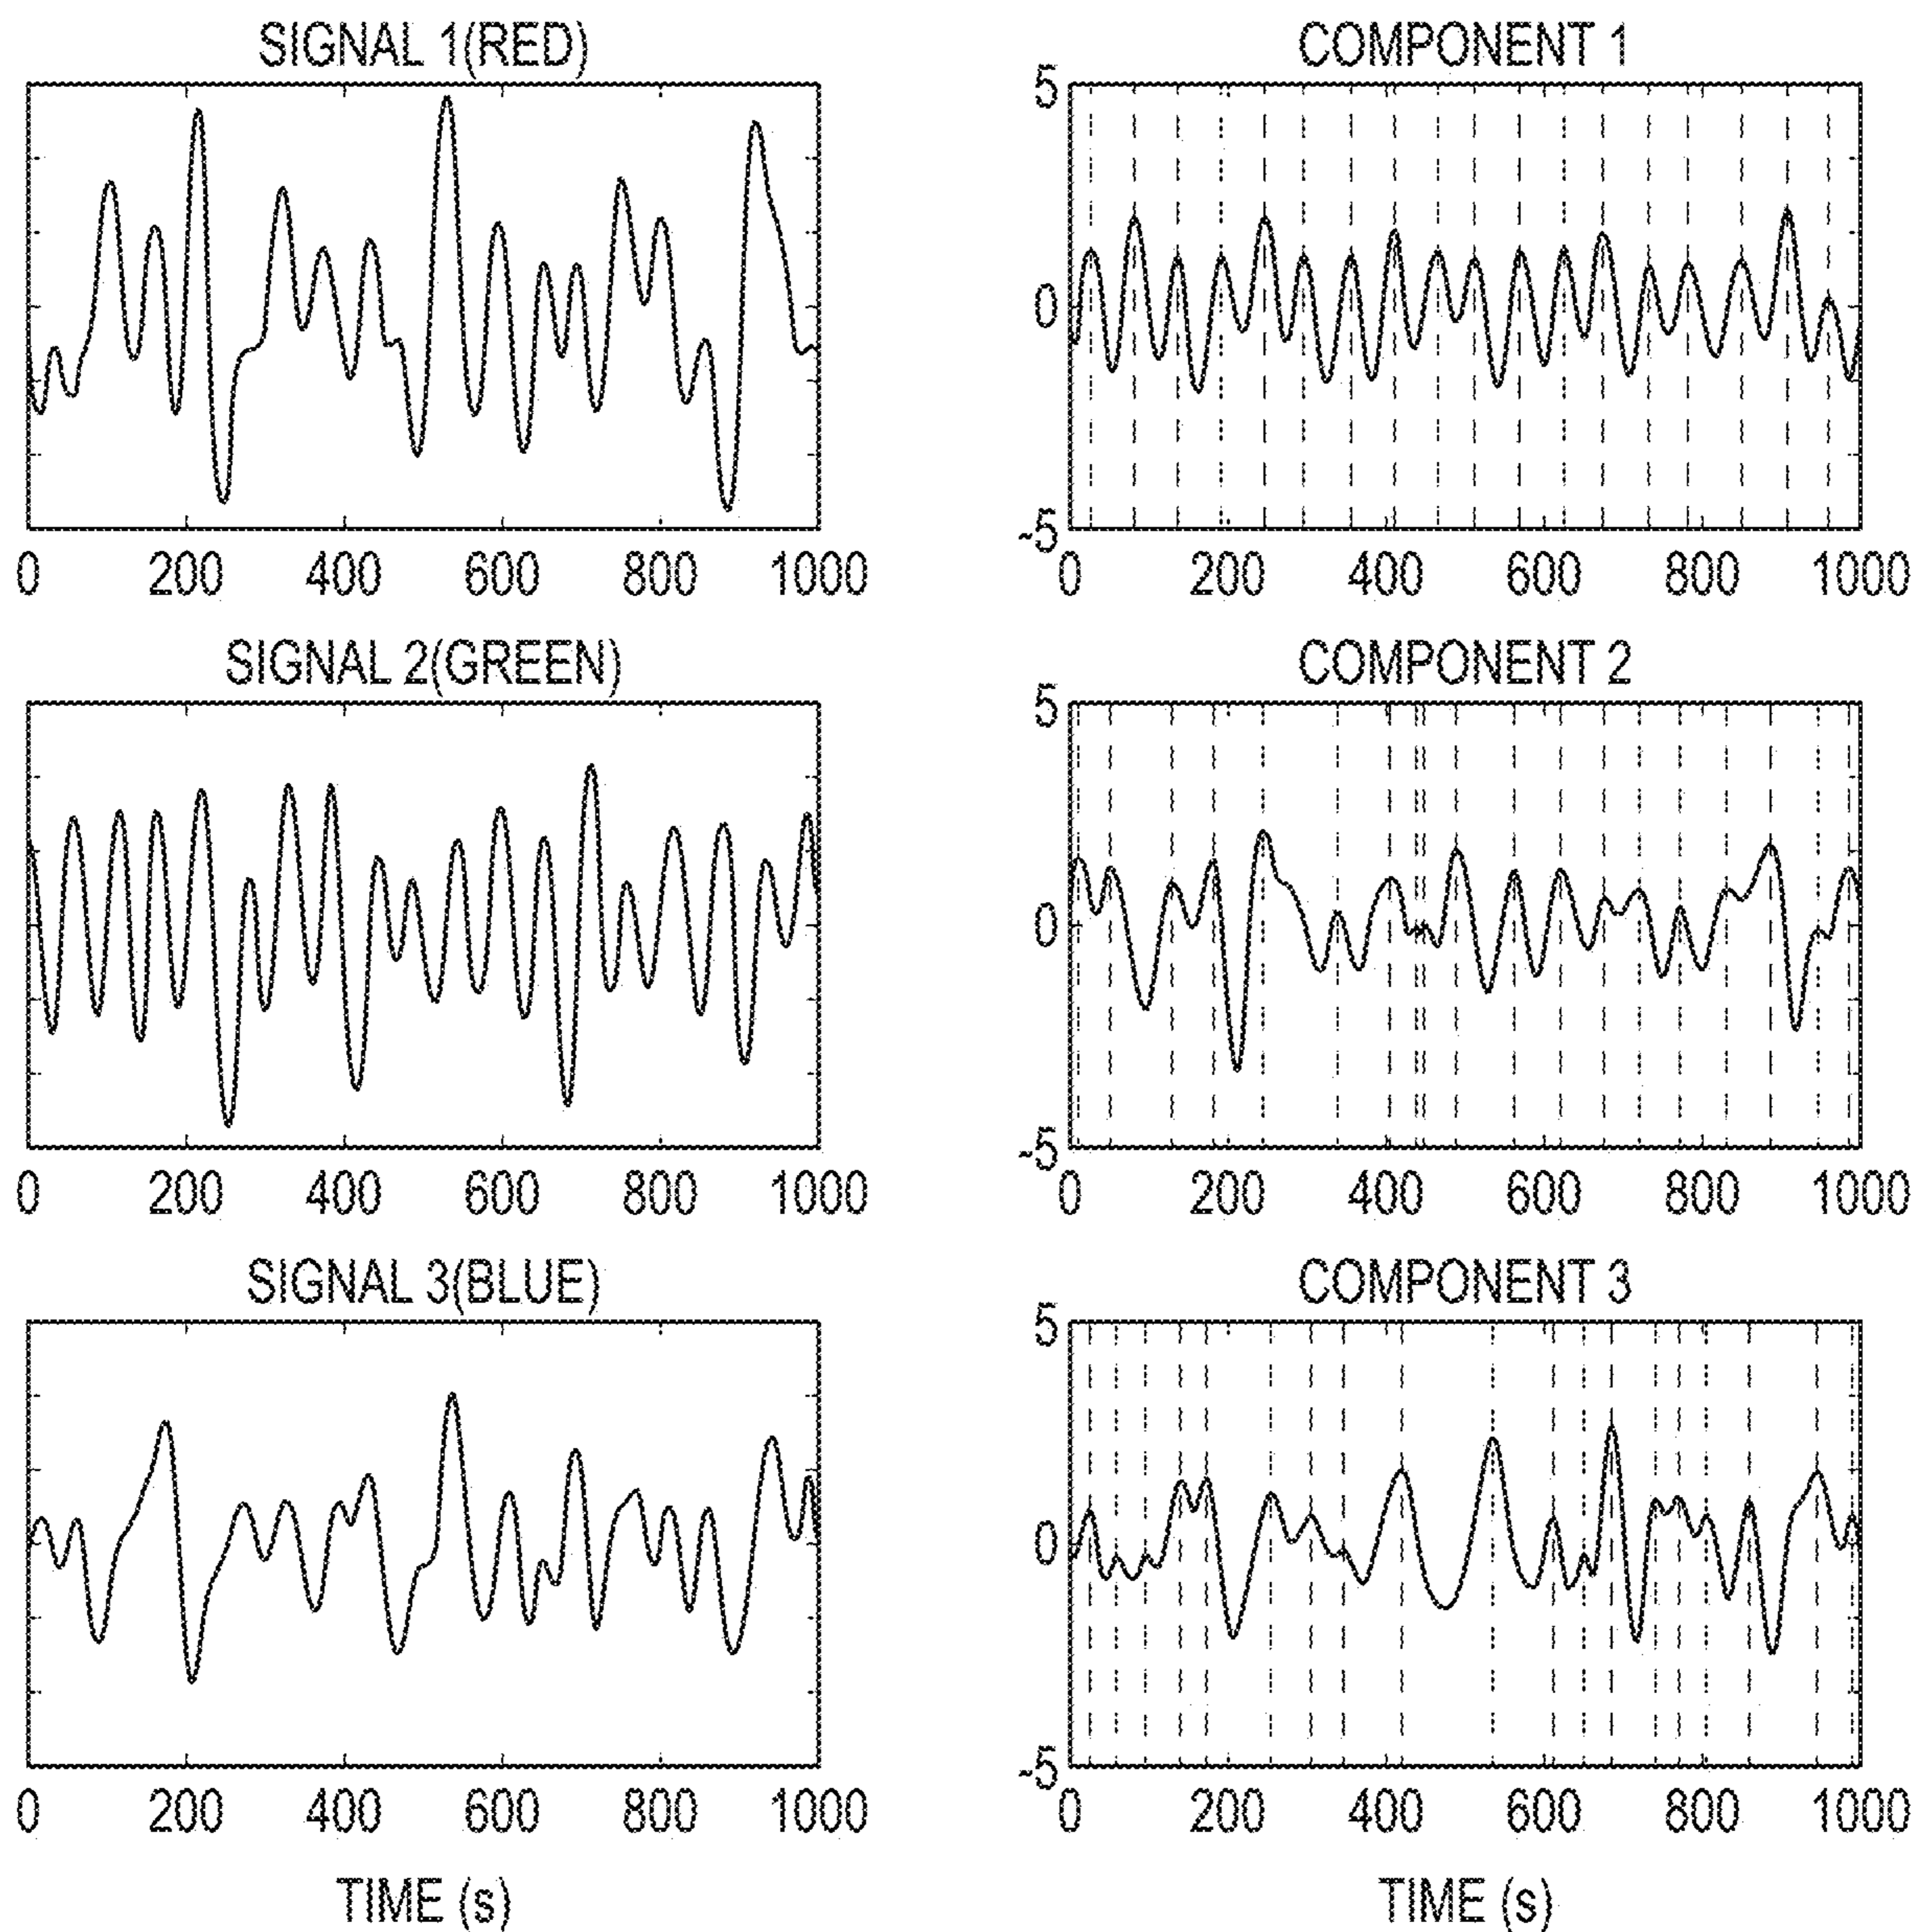 SIGNAL 1(RED)
COMPONENT 1
5
0
-5
0 200 400 600 800 1000
0 200 400 600 800 1000
SIGNAL 2(GREEN)
COMPONENT 2
5
0
-5
0 200 400 600 800 1000
0 200 400 600 800 1000
SIGNAL 3(BLUE)
COMPONENT 3
5
0
-5
0 200 400 600 800 1000
0 200 400 600 800 1000
TIME (s)
TIME (s)